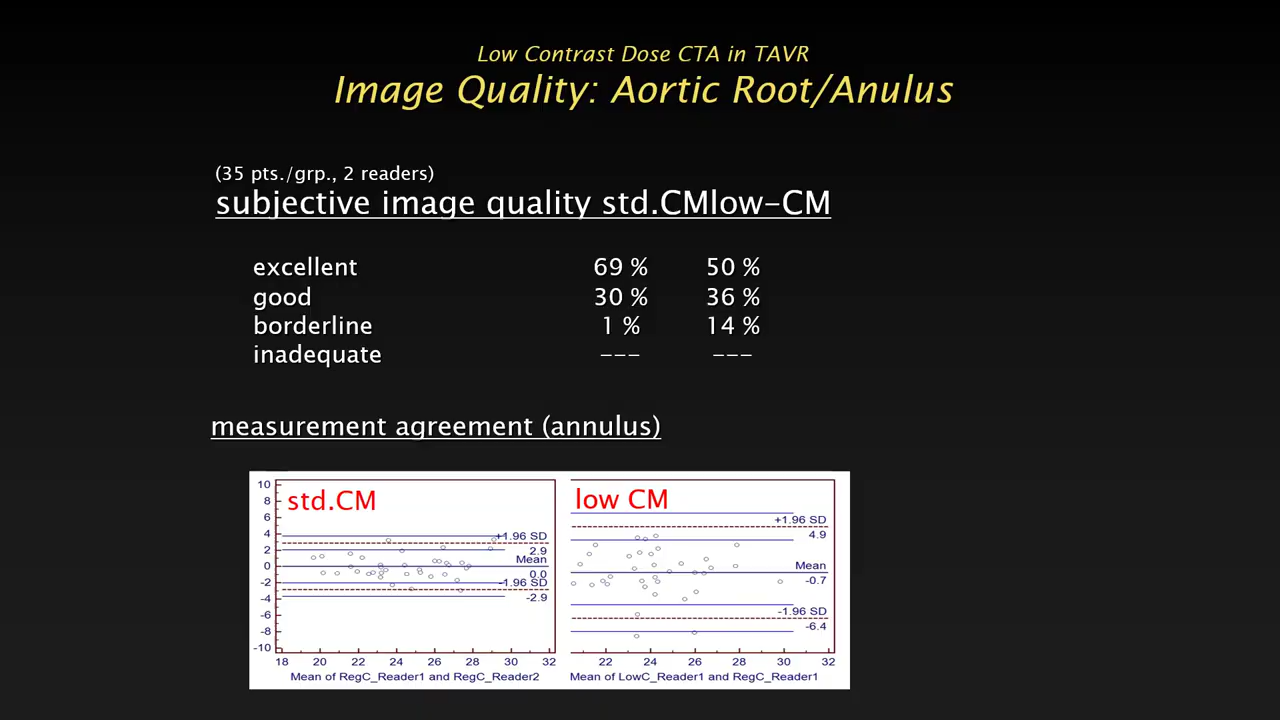 Low Contrast Dose CTA in TAVR
Image Quality: Aortic Root/Anulus
(35 pts./grp., 2 readers)
subjective image quality std.CMlow-CM
excellent 69 % 50 %
good 30 % 36 %
borderline 1 % 14 %
inadequate --- ---
measurement agreement (annulus)
std.CM
10
8
6
4
2
0
-2
-4
-6
-8
-10
+1.96 SD
2.9
Mean
0.0
-1.96 SD
-2.9
18 20 22 24 26 28 30 32
Mean of RegC_Reader1 and RegC_Reader2
low CM
+1.96 SD
4.9
Mean
-0.7
-1.96 SD
-6.4
22 24 26 28 30 32
Mean of LowC_Reader1 and RegC_Reader1